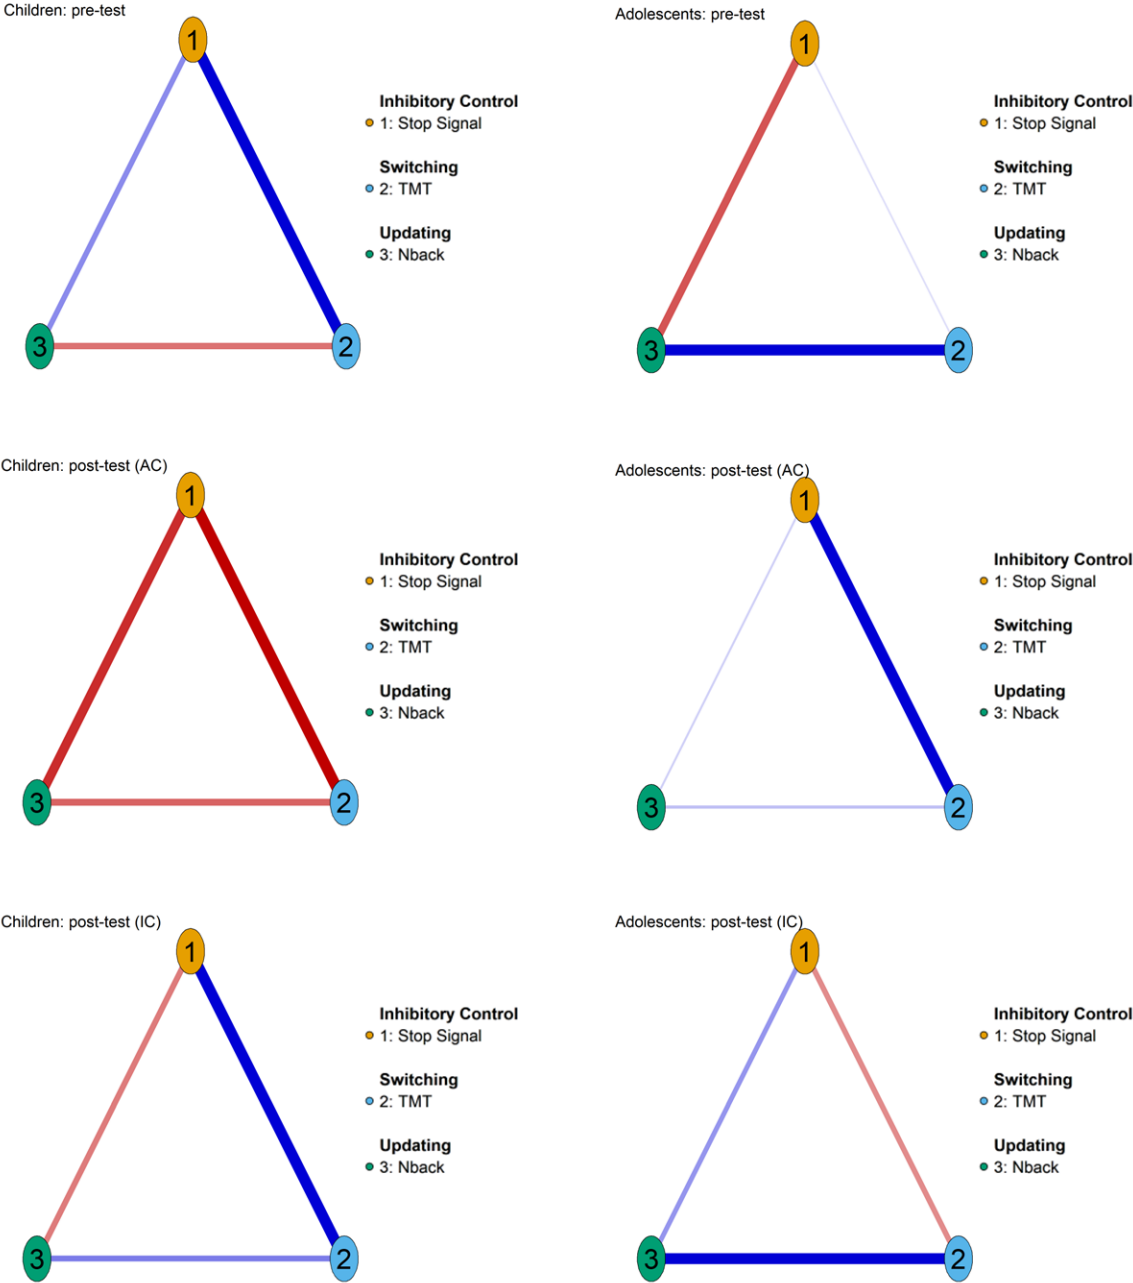 Children: pre-test
1
3
2
Inhibitory Control
1: Stop Signal
Switching
2: TMT
Updating
3: Nback
Adolescents: pre-test
1
3
2
Inhibitory Control
1: Stop Signal
Switching
2: TMT
Updating
3: Nback
Children: post-test (AC)
1
3
2
Inhibitory Control
1: Stop Signal
Switching
2: TMT
Updating
3: Nback
Adolescents: post-test (AC)
1
3
2
Inhibitory Control
1: Stop Signal
Switching
2: TMT
Updating
3: Nback
Children: post-test (IC)
1
3
2
Inhibitory Control
1: Stop Signal
Switching
2: TMT
Updating
3: Nback
Adolescents: post-test (IC)
1
3
2
Inhibitory Control
1: Stop Signal
Switching
2: TMT
Updating
3: Nback